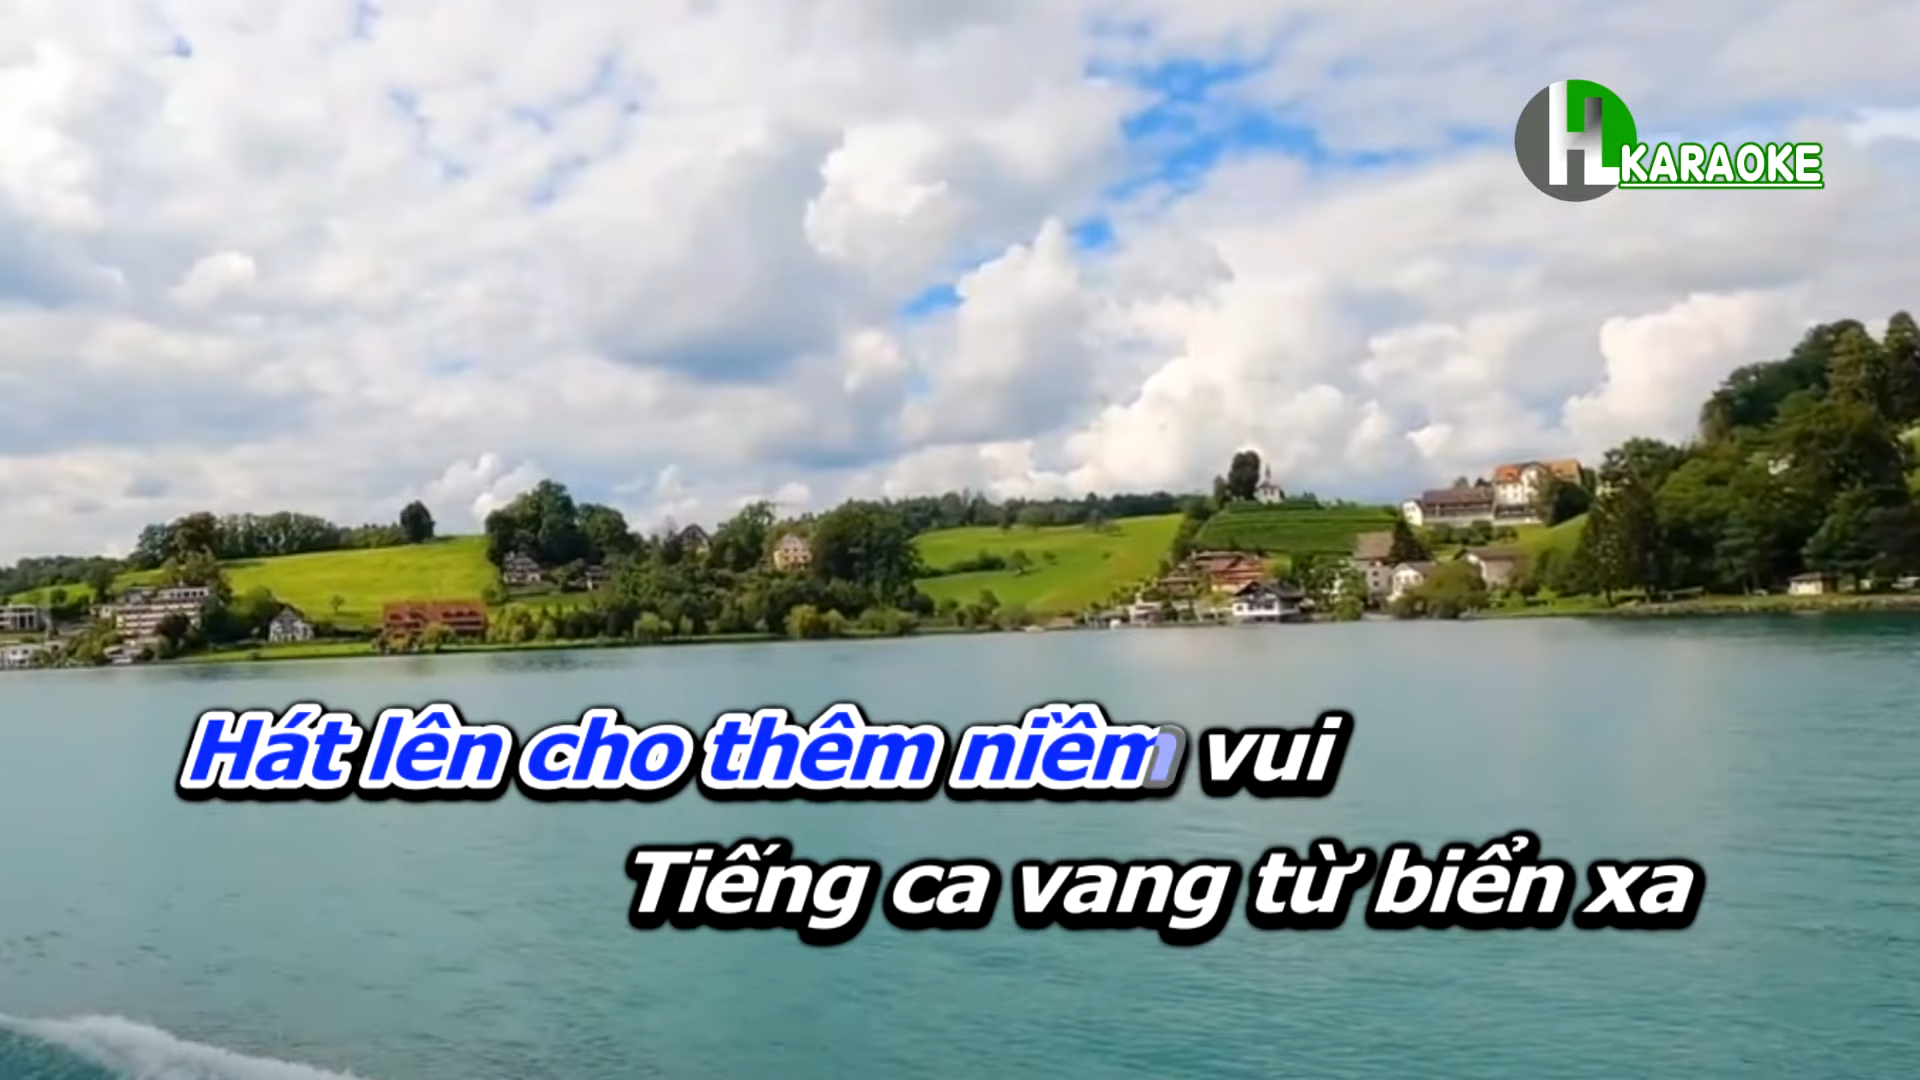 HL KARAOKE
Hát lên cho thêm niềm vui
Tiếng ca vang từ biển xa